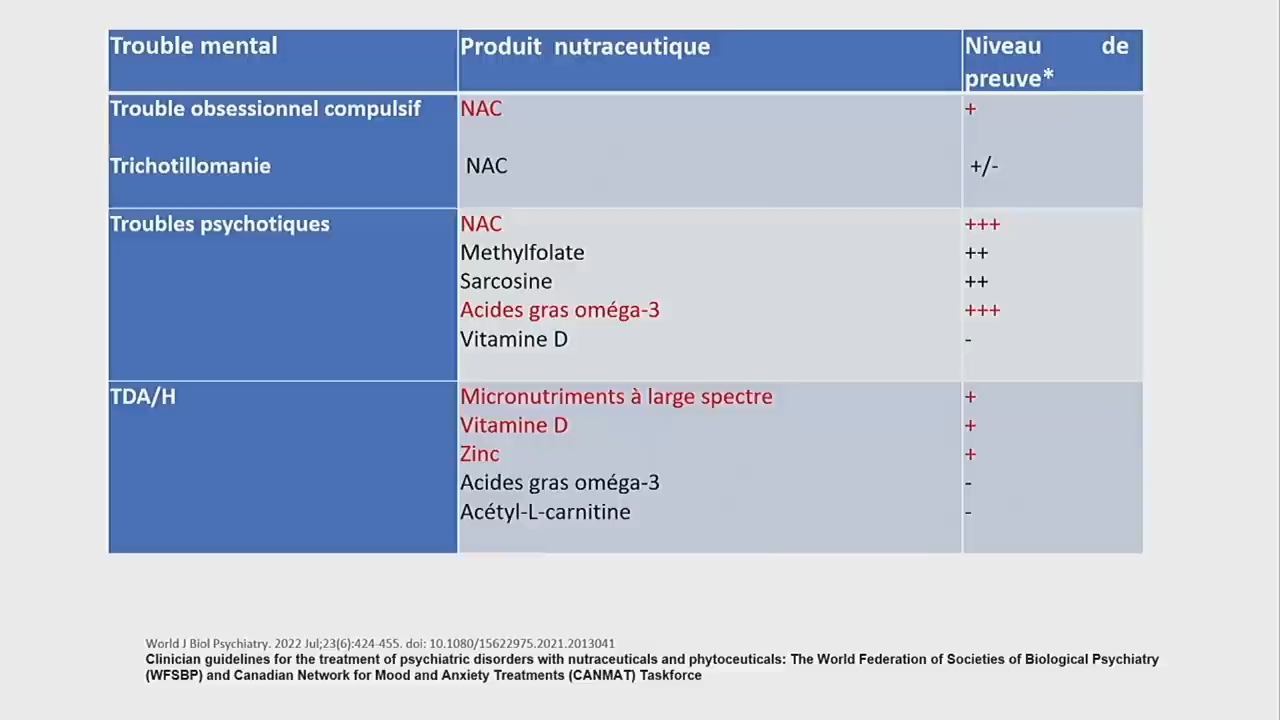 Trouble mental Produit nutraceutique Niveau de preuve*
Trouble obsessionnel compulsif NAC +
Trichotillomanie NAC +/-
Troubles psychotiques NAC +++
Methylfolate ++
Sarcosine ++
Acides gras oméga-3 +++
Vitamine D -
TDA/H Micronutriments à large spectre +
Vitamine D +
Zinc +
Acides gras oméga-3 -
Acétyl-L-carnitine -
World J Biol Psychiatry. 2022 Jul;23(6):424-455. doi: 10.1080/15622975.2021.2013041
Clinician guidelines for the treatment of psychiatric disorders with nutraceuticals and phytoceuticals: The World Federation of Societies of Biological Psychiatry
(WFSBP) and Canadian Network for Mood and Anxiety Treatments (CANMAT) Taskforce